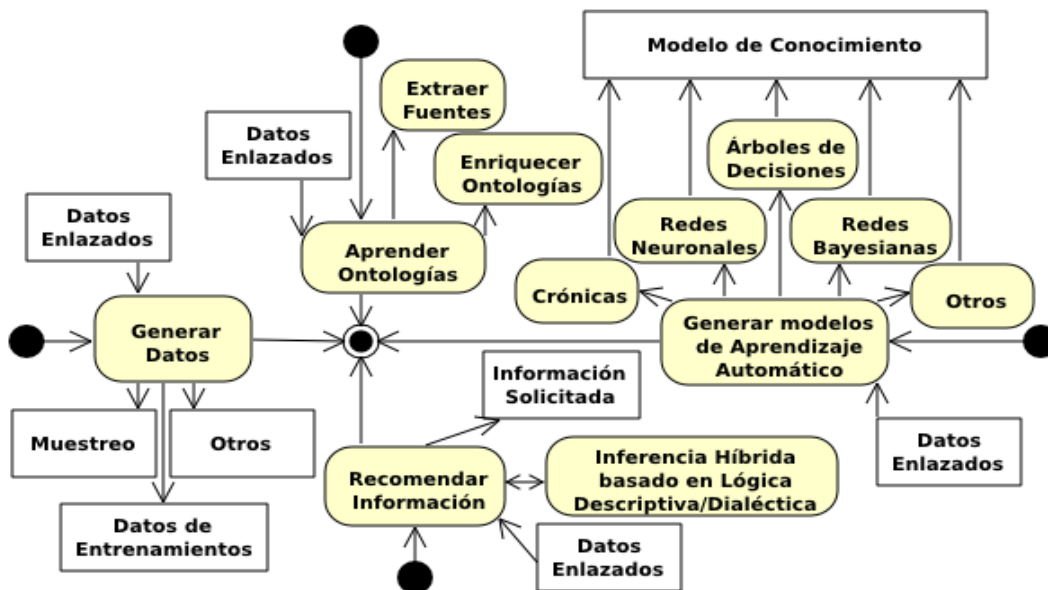 Modelo de Conocimiento
Extraer
Fuentes
Datos
Enlazados
Enriquecer
Ontologías
Árboles de
Decisiones
Datos
Enlazados
Aprender
Ontologías
Redes
Neuronales
Redes
Bayesianas
Crónicas
Otros
Generar
Datos
Generar modelos
de Aprendizaje
Automático
Información
Solicitada
Muestreo
Otros
Datos
Enlazados
Recomendar
Información
Inferencia Híbrida
basado en Lógica
Descriptiva/Dialéctica
Datos de
Entrenamientos
Datos
Enlazados